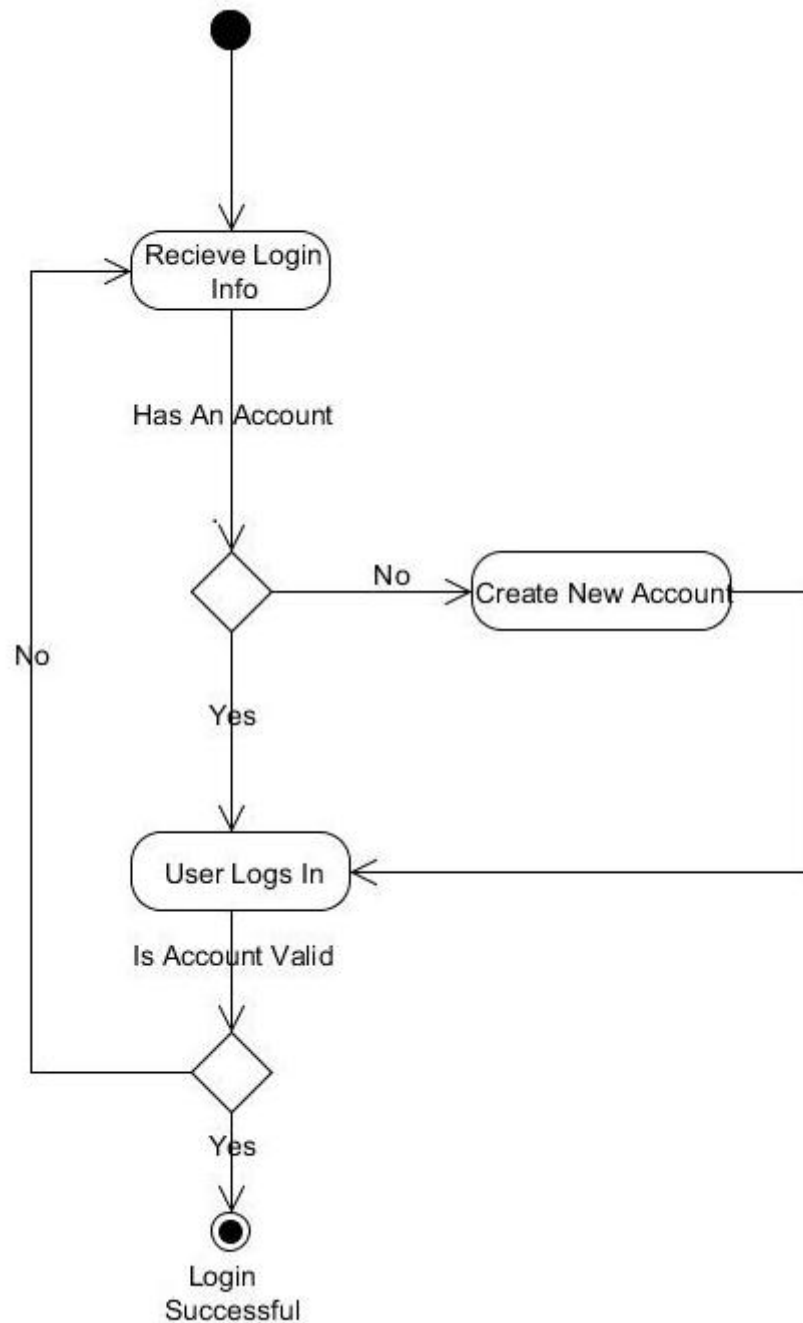 Recieve Login
Info
Has An Account
No
Create New Account
No
Yes
User Logs In
Is Account Valid
Yes
Login
Successful